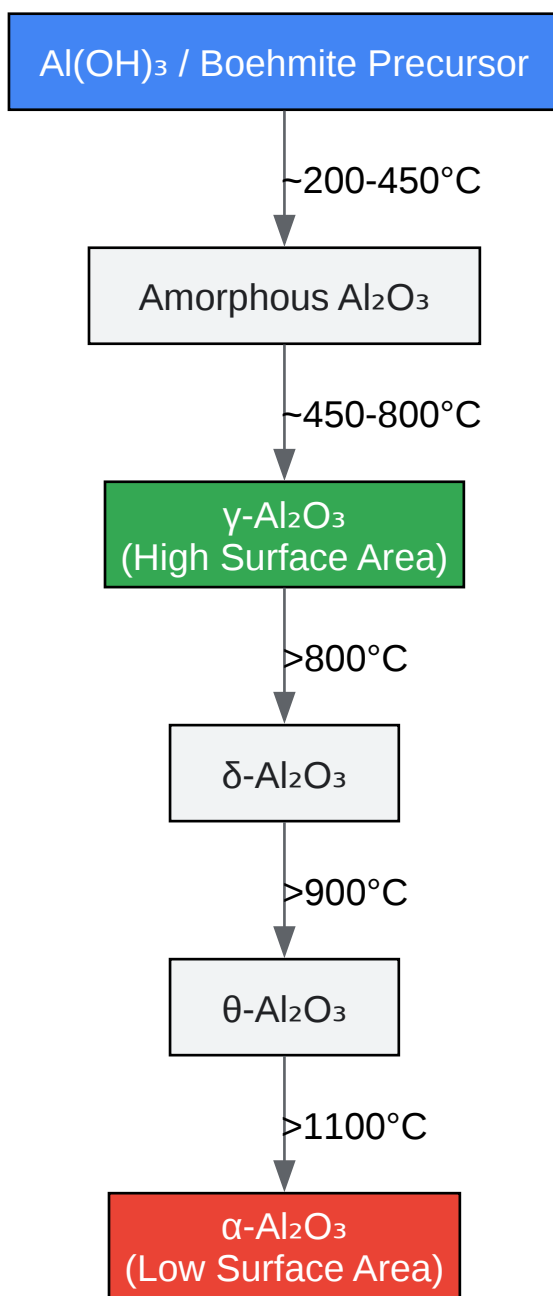 Al(OH)₃ / Boehmite Precursor
~200-450°C
Amorphous Al₂O₃
~450-800°C
γ-Al₂O₃
(High Surface Area)
>800°C
δ-Al₂O₃
>900°C
θ-Al₂O₃
>1100°C
α-Al₂O₃
(Low Surface Area)